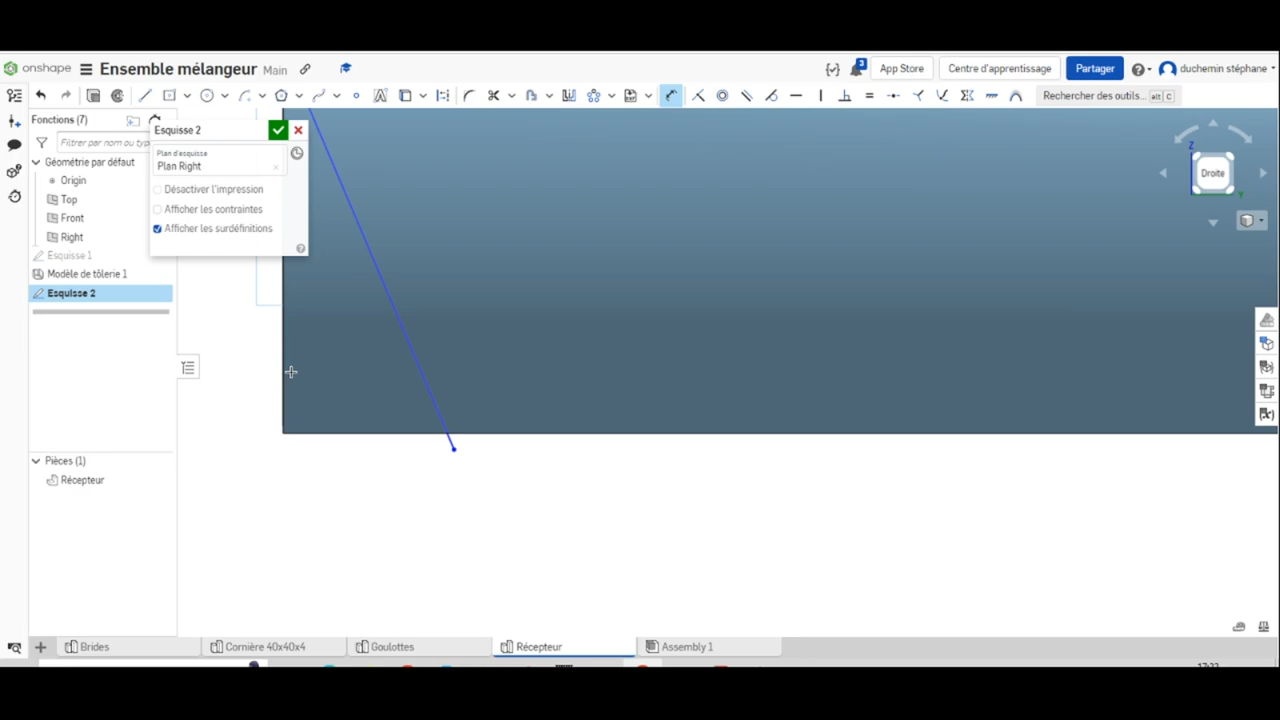 onshape Ensemble mélangeur Main 3 App Store Centre d'apprentissage Partager duchemin stéphane
Rechercher des outils... alt C
Fonctions (7)
Filtrer par nom ou typ
Géométrie par défaut
Origin
Top
Front
Right
Esquisse 1
Modèle de tôlerie 1
Esquisse 2
Esquisse 2
Plan d'esquisse
Plan Right
Désactiver l'impression
Afficher les contraintes
Afficher les surdéfinitions
Z
Droite
Y
Pièces (1)
Récepteur
Brides Cornière 40x40x4 Goulottes Récepteur Assembly 1